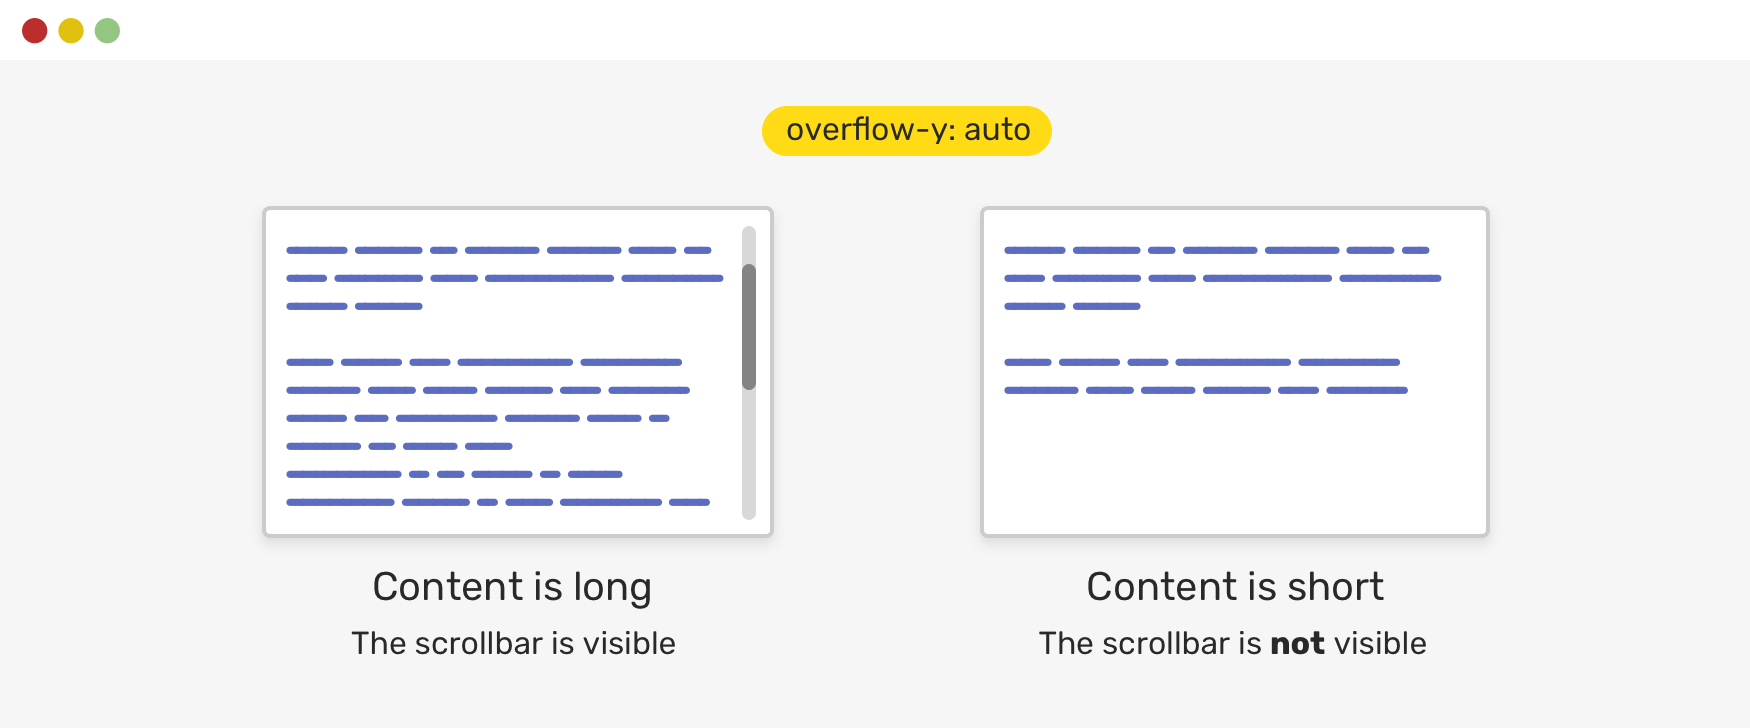 overflow-y: auto
Content is long
The scrollbar is visible
Content is short
The scrollbar is not visible